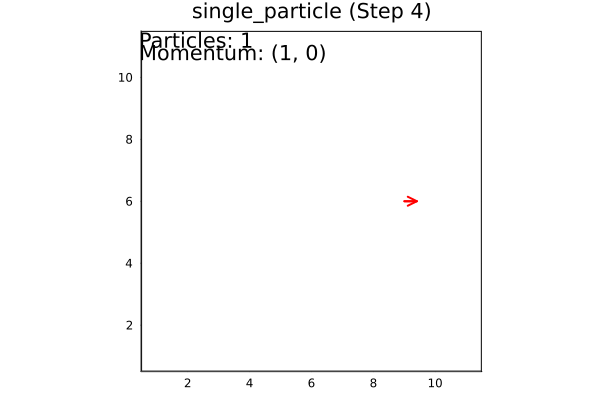 single_particle (Step 4)
Particles: 1
Momentum: (1, 0)
10
8
6
4
2
2 4 6 8 10